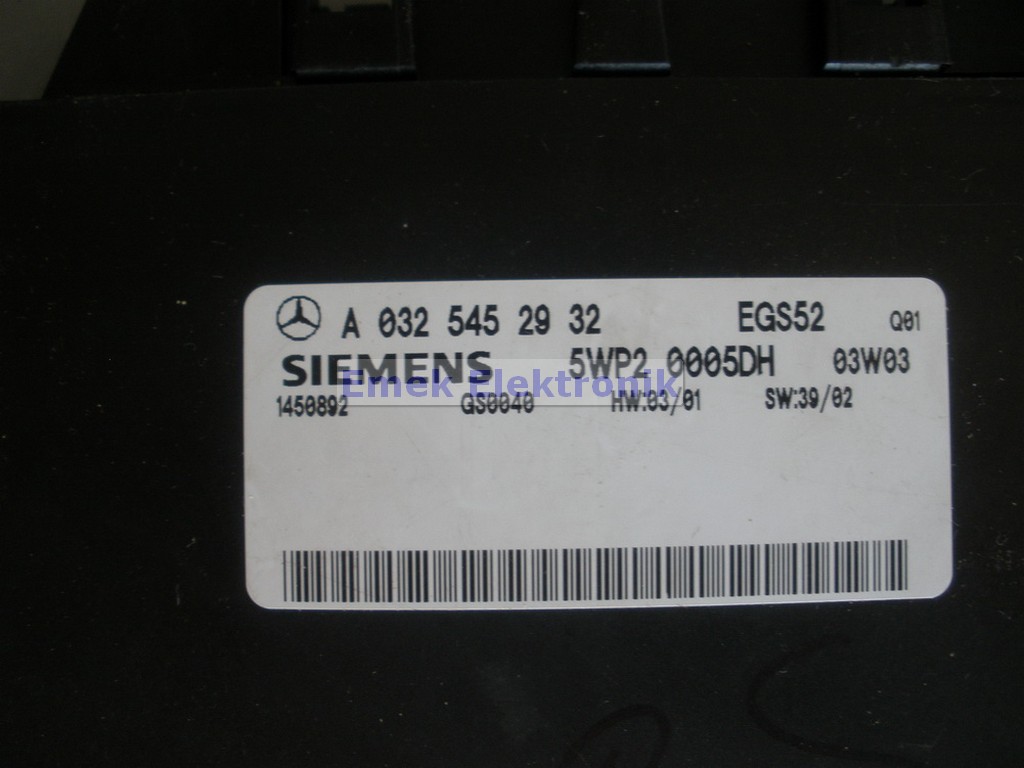 A 032 545 29 32 EGS52 Q01
SIEMENS 5WP2 0005DH 03W03
Emek Elektronik
1450892 GS0040 HW:03/01 SW:39/02